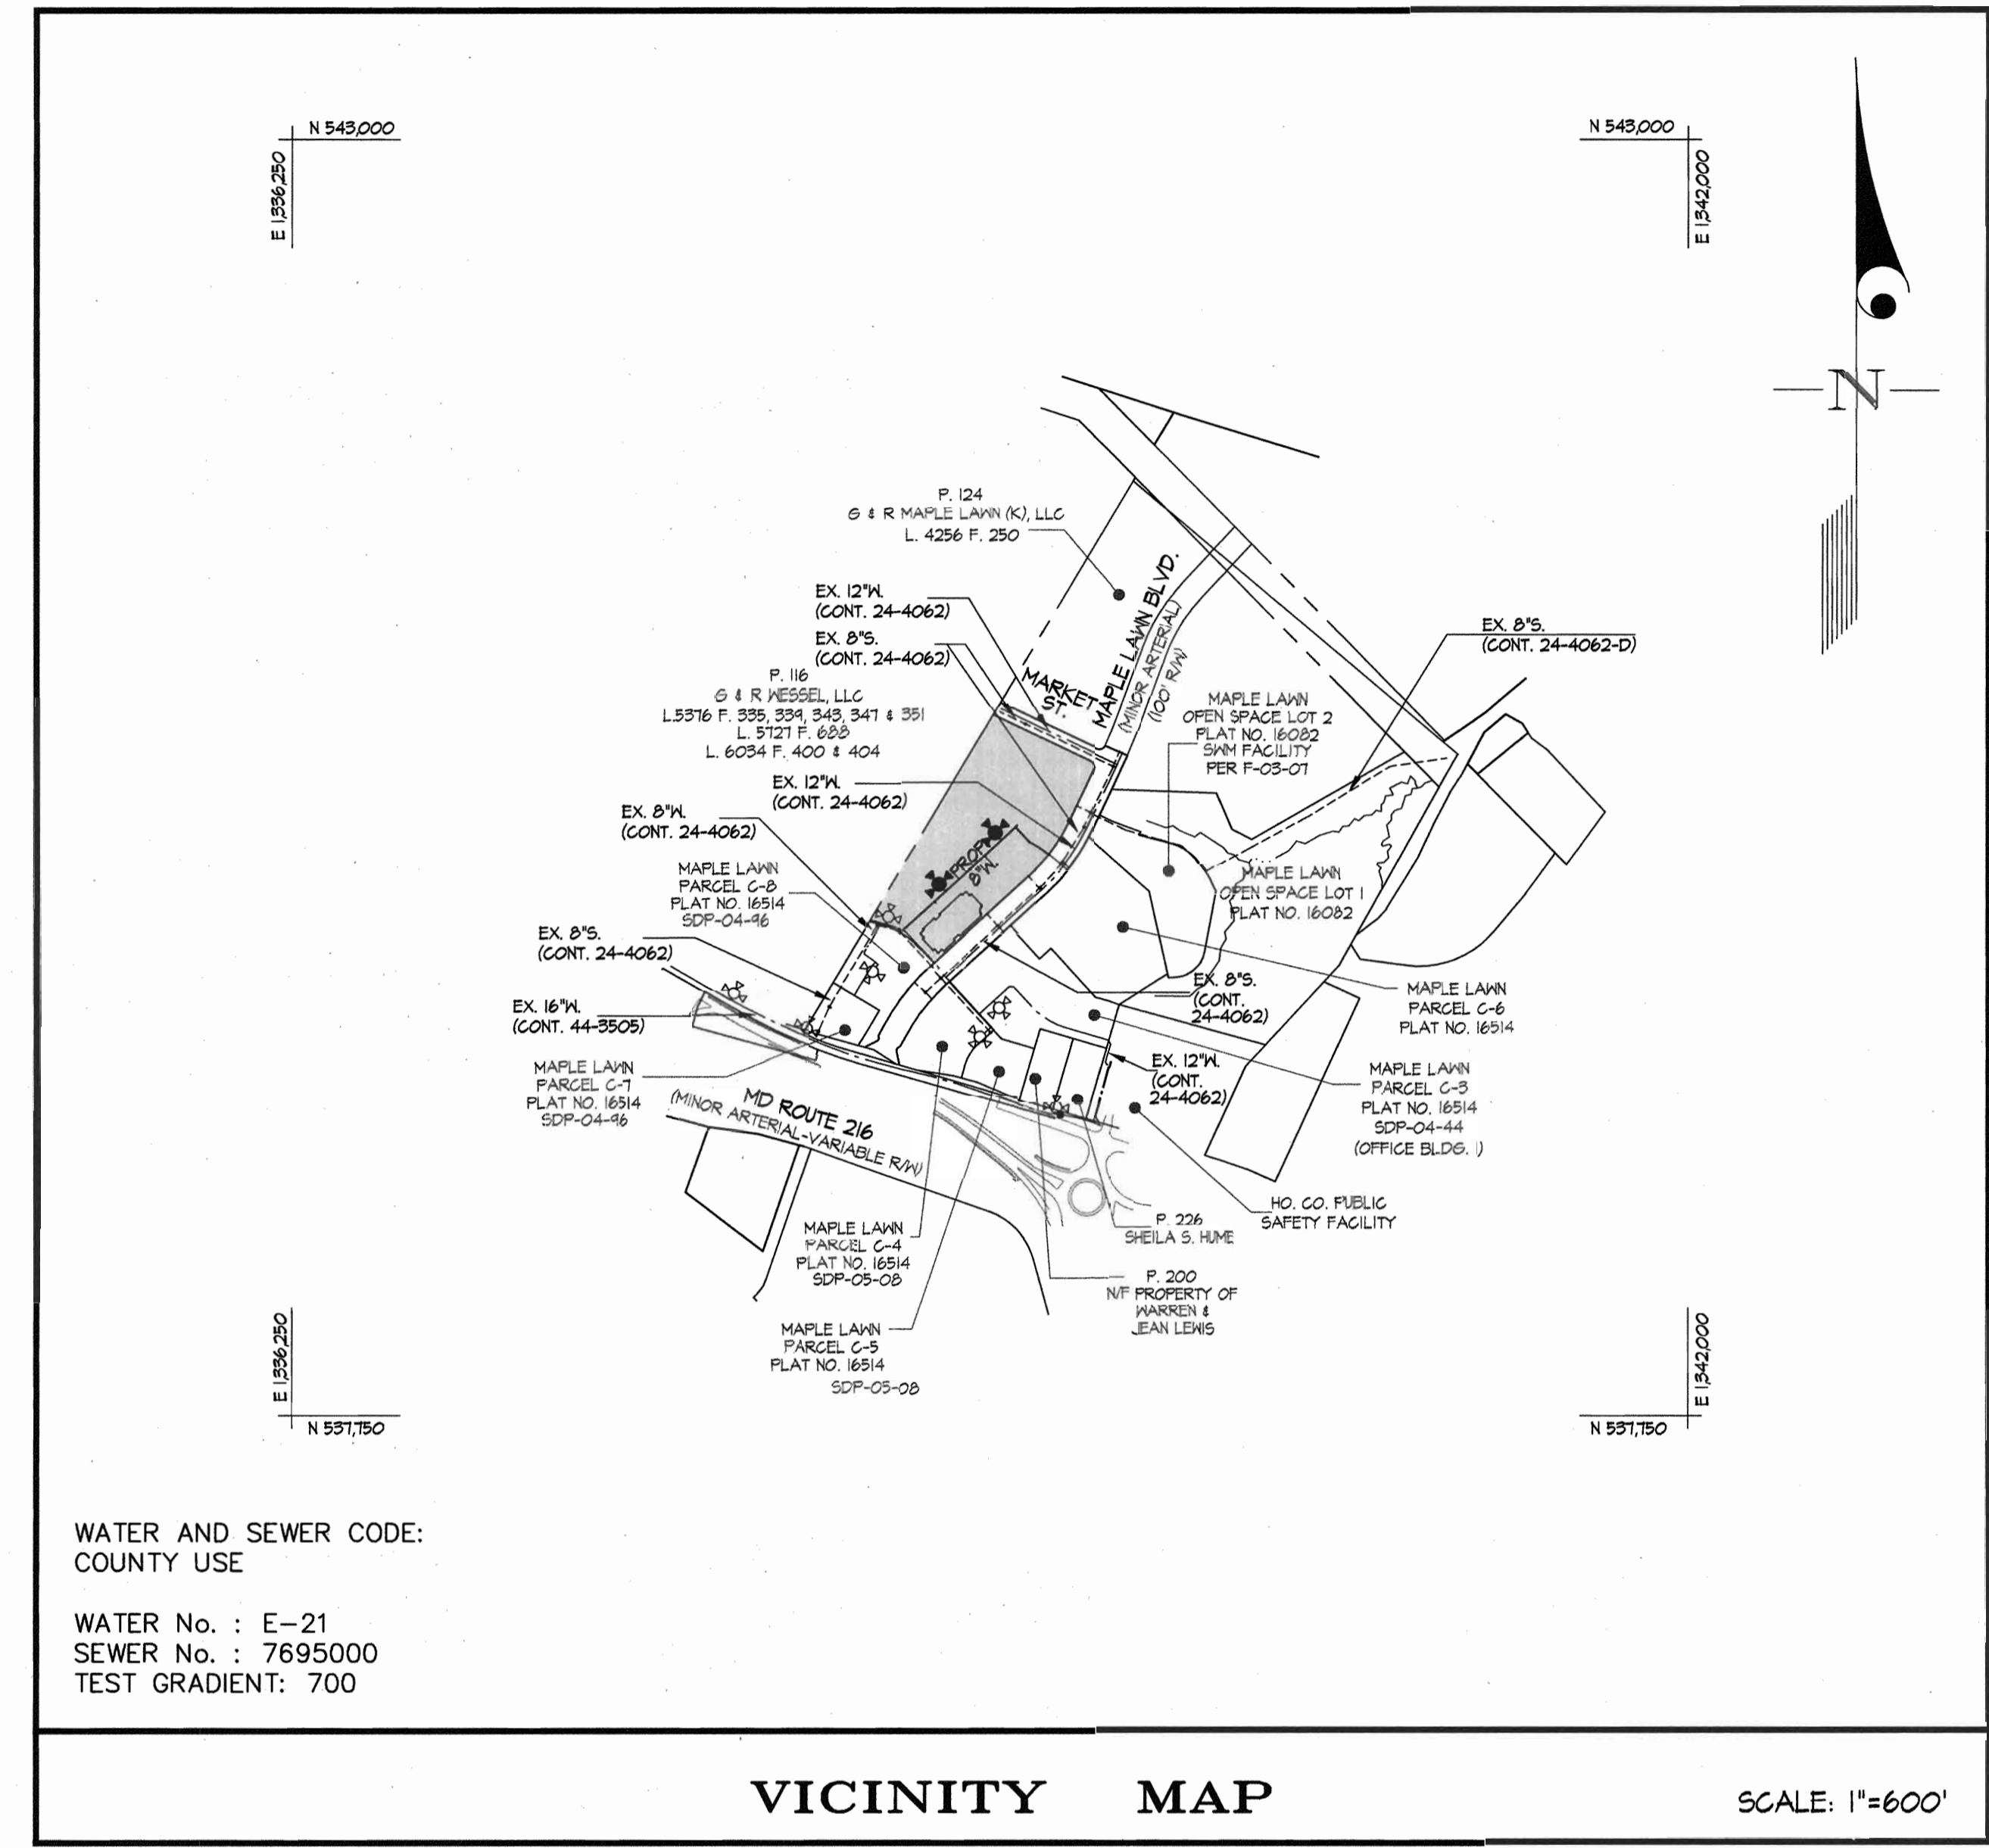 N 543,000
E 1,336,250
N 543,000
E 1,342,000
N
P. 124
G & R MAPLE LAWN (K), LLC
L. 4256 F. 250
EX. 12"W.
(CONT. 24-4062)
EX. 8"S.
(CONT. 24-4062)
P. 116
G & R WESSEL, LLC
L.5376 F. 335, 339, 343, 347 & 351
L. 5727 F. 688
L. 6034 F. 400 & 404
EX. 12"W.
(CONT. 24-4062)
EX. 8"W.
(CONT. 24-4062)
MAPLE LAWN
PARCEL C-8
PLAT NO. 16514
SDP-04-96
EX. 8"S.
(CONT. 24-4062)
EX. 16"W.
(CONT. 44-3505)
MAPLE LAWN
PARCEL C-7
PLAT NO. 16514
SDP-04-96
MARKET
ST.
MAPLE LAWN BLVD.
(MINOR ARTERIAL)
(100' R/W)
EX. 8"S.
(CONT. 24-4062-D)
MAPLE LAWN
OPEN SPACE LOT 2
PLAT NO. 16082
SWM FACILITY
PER F-03-07
PROP.
8"W.
MAPLE LAWN
OPEN SPACE LOT 1
PLAT NO. 16082
EX. 8"S.
(CONT.
24-4062)
MAPLE LAWN
PARCEL C-6
PLAT NO. 16514
EX. 12"W.
(CONT.
24-4062)
MAPLE LAWN
PARCEL C-3
PLAT NO. 16514
SDP-04-44
(OFFICE BLDG. 1)
MD ROUTE 216
(MINOR ARTERIAL-VARIABLE R/W)
HO. CO. PUBLIC
SAFETY FACILITY
P. 226
SHEILA S. HUME
MAPLE LAWN
PARCEL C-4
PLAT NO. 16514
SDP-05-08
P. 200
N/F PROPERTY OF
WARREN &
JEAN LEWIS
MAPLE LAWN
PARCEL C-5
PLAT NO. 16514
SDP-05-08
E 1,336,250
N 537,750
E 1,342,000
N 537,750
WATER AND SEWER CODE:
COUNTY USE
WATER No. : E-21
SEWER No. : 7695000
TEST GRADIENT: 700
VICINITY MAP
SCALE: 1"=600'